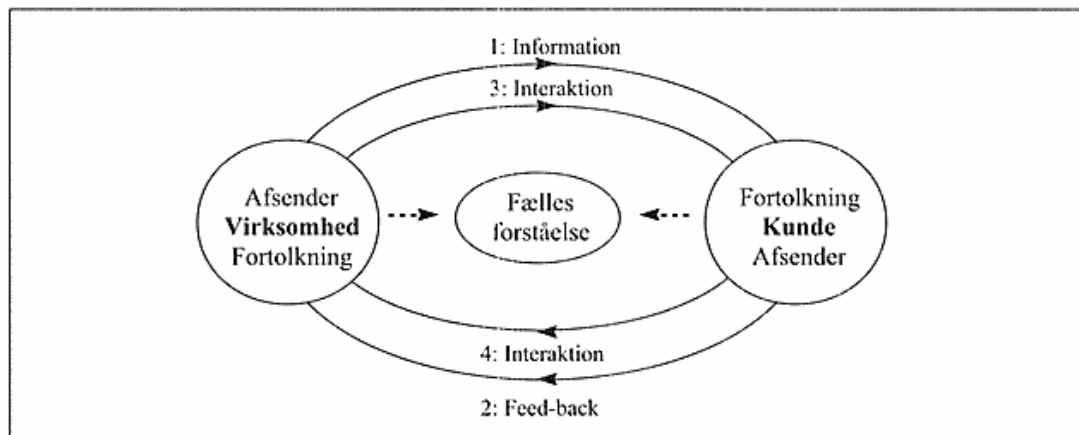 1: Information
3: Interaktion
Afsender
Virksomhed
Fortolkning
Fælles
forståelse
Fortolkning
Kunde
Afsender
4: Interaktion
2: Feed-back